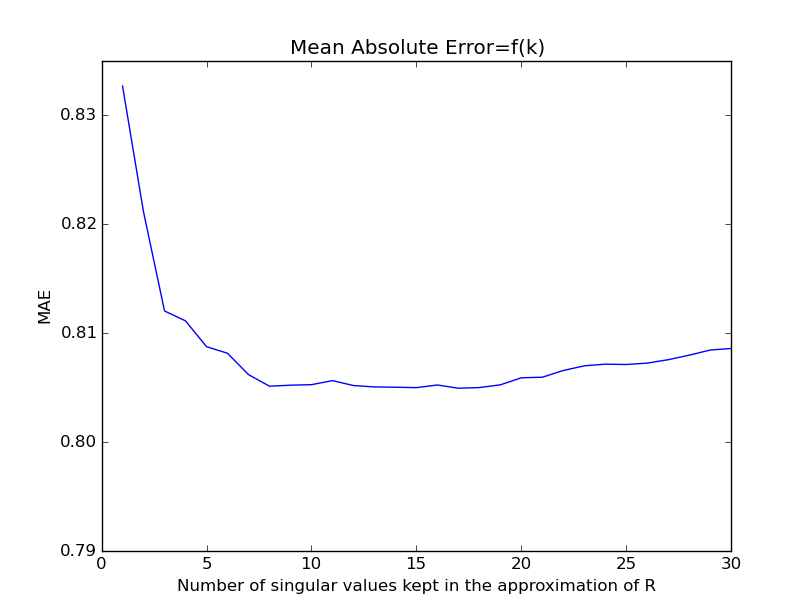 Mean Absolute Error=f(k)
0.83
0.82
0.81
0.80
0.79
MAE
0 5 10 15 20 25 30
Number of singular values kept in the approximation of R